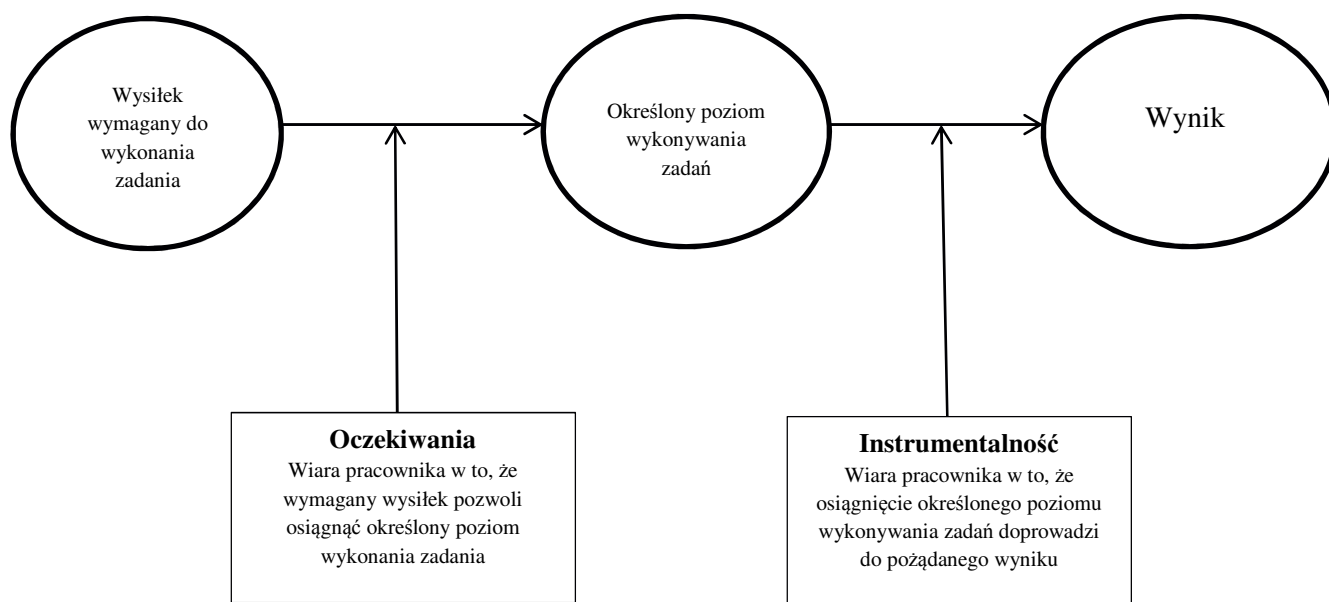 Wysiłek
wymagany do
wykonania
zadania
Określony poziom
wykonywania
zadań
Wynik
Oczekiwania
Wiara pracownika w to, że
wymagany wysiłek pozwoli
osiągnąć określony poziom
wykonania zadania
Instrumentalność
Wiara pracownika w to, że
osiągnięcie określonego poziomu
wykonywania zadań doprowadzi
do pożądanego wyniku